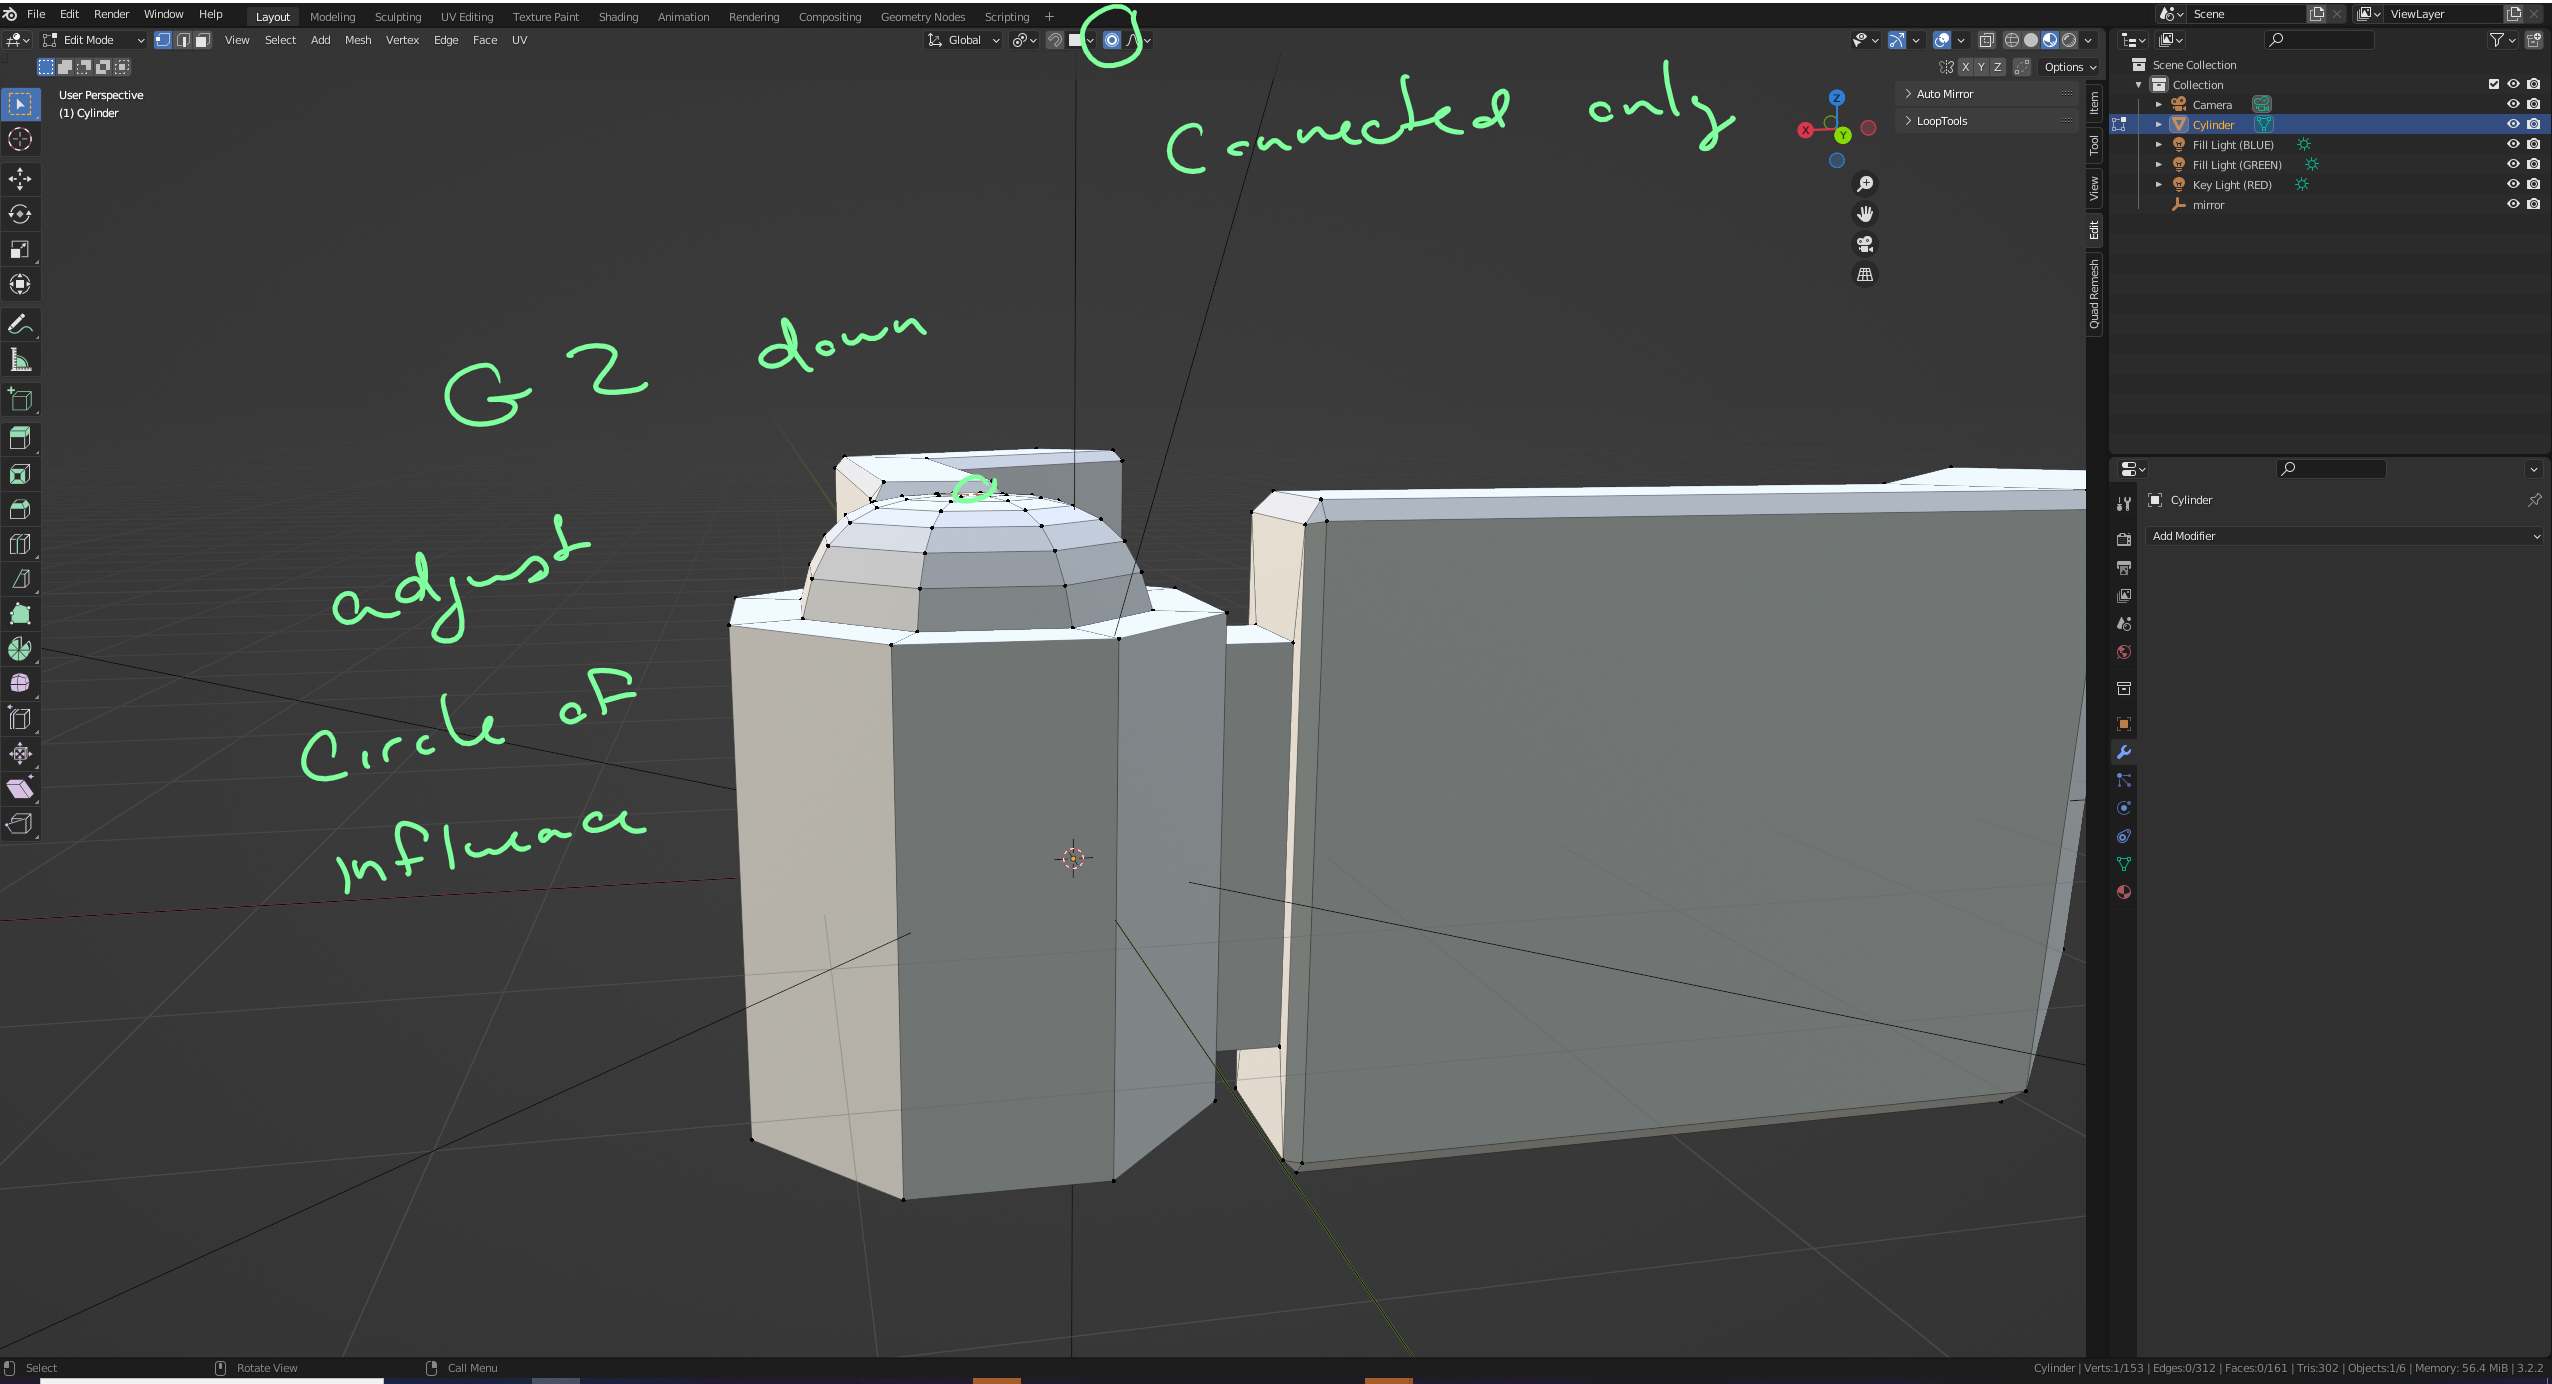 File Edit Render Window Help Layout Modeling Sculpting UV Editing Texture Paint Shading Animation Rendering Compositing Geometry Nodes Scripting + Scene ViewLayer
Edit Mode View Select Add Mesh Vertex Edge Face UV Global
X Y Z Options
User Perspective
(1) Cylinder
Auto Mirror
LoopTools
Item
Tool
View
Edit
Quad Remesh
Z
X
Y
Connected only
G Z down
adjust
Circle of
influence
Scene Collection
Collection
Camera
Cylinder
Fill Light (BLUE)
Fill Light (GREEN)
Key Light (RED)
mirror
Cylinder
Add Modifier
Select Rotate View Call Menu
Cylinder | Verts:1/153 | Edges:0/312 | Faces:0/161 | Tris:302 | Objects:1/6 | Memory: 56.4 MiB | 3.2.2